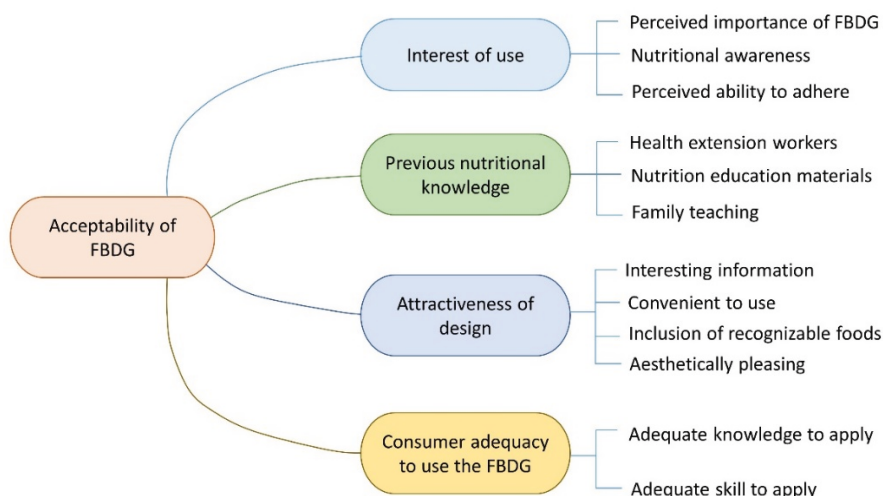 Acceptability of
FBDG
Interest of use
Perceived importance of FBDG
Nutritional awareness
Perceived ability to adhere
Previous nutritional
knowledge
Health extension workers
Nutrition education materials
Family teaching
Attractiveness of
design
Interesting information
Convenient to use
Inclusion of recognizable foods
Aesthetically pleasing
Consumer adequacy
to use the FBDG
Adequate knowledge to apply
Adequate skill to apply